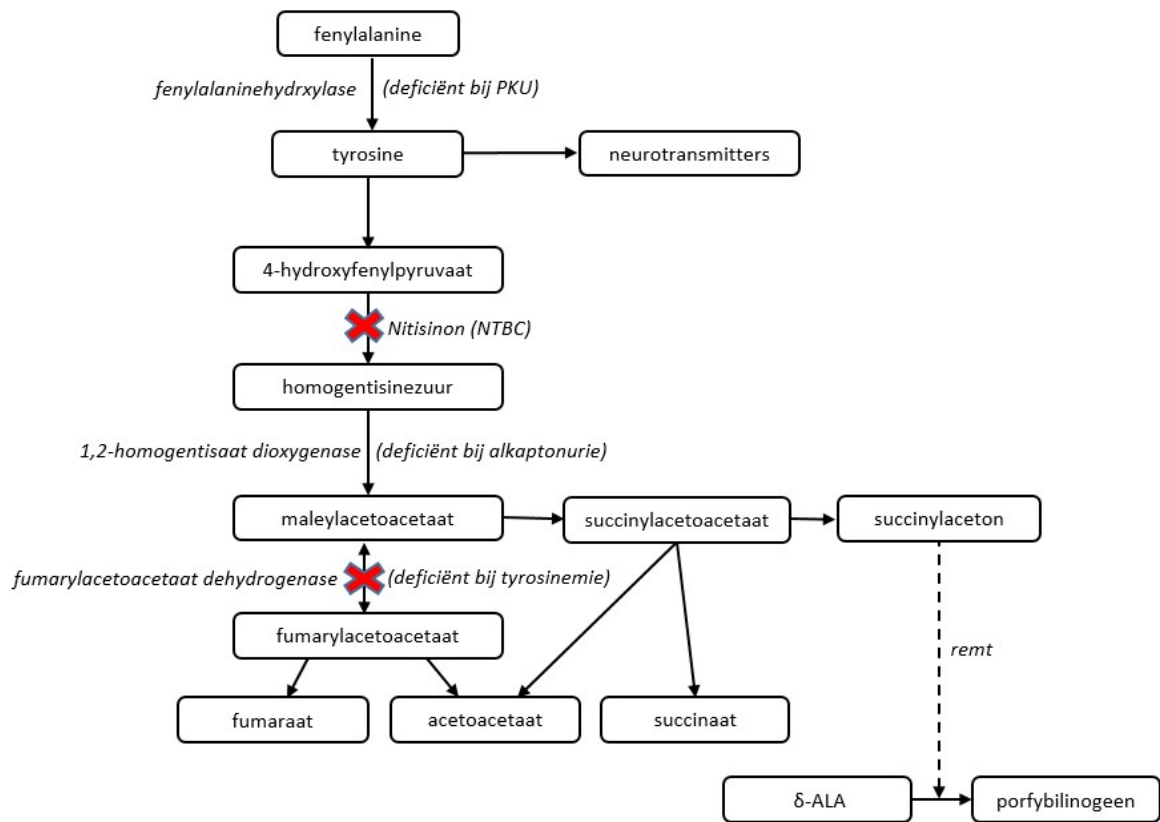 fenylalanine
fenylalaninehydrxylase (deficiënt bij PKU)
tyrosine neurotransmitters
4-hydroxyfenylpyruvaat
Nitisinon (NTBC)
homogentisinezuur
1,2-homogentisaat dioxygenase (deficiënt bij alkaptonurie)
maleylacetoacetaat succinylacetoacetaat succinylaceton
fumarylacetoacetaat dehydrogenase (deficiënt bij tyrosinemie)
fumarylacetoacetaat
remt
fumaraat acetoacetaat succinaat
δ-ALA porfybilinogeen